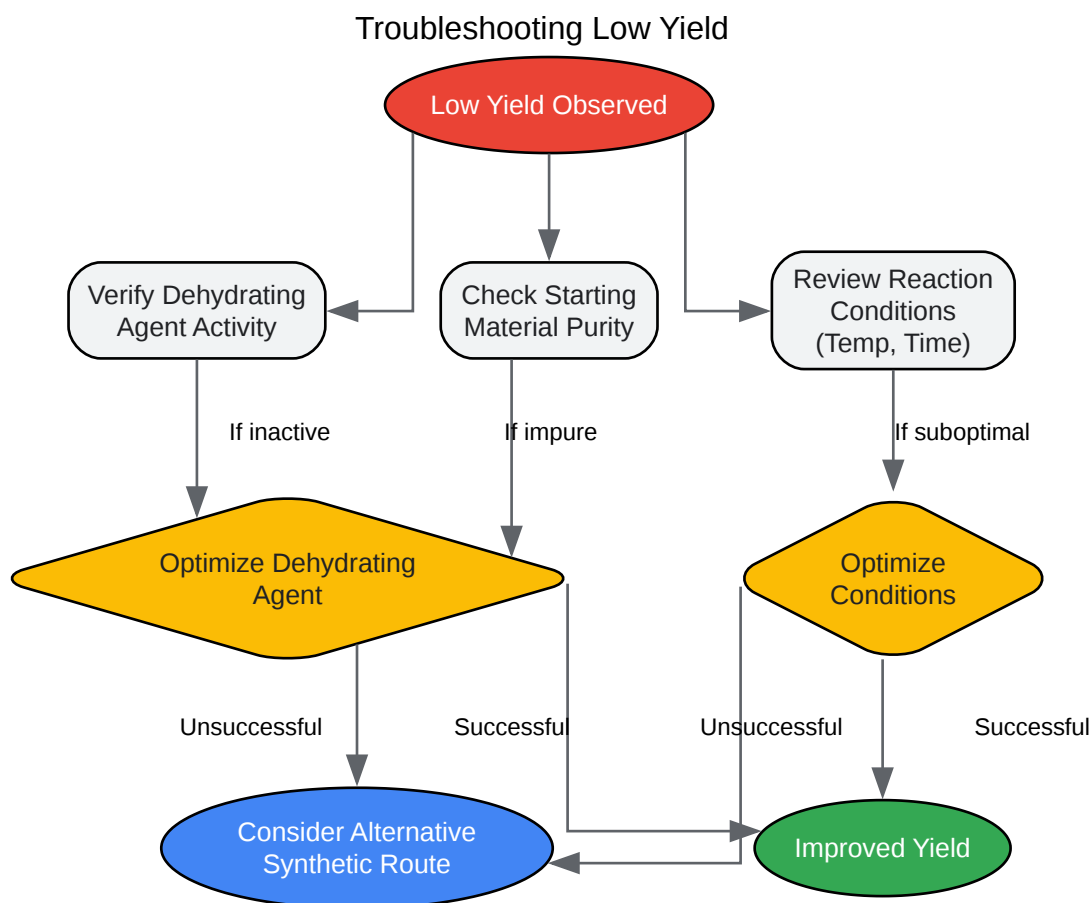 Troubleshooting Low Yield
Low Yield Observed
Verify Dehydrating
Agent Activity
Check Starting
Material Purity
Review Reaction
Conditions
(Temp, Time)
If inactive
If impure
If suboptimal
Optimize Dehydrating
Agent
Optimize
Conditions
Unsuccessful
Successful
Unsuccessful
Successful
Consider Alternative
Synthetic Route
Improved Yield